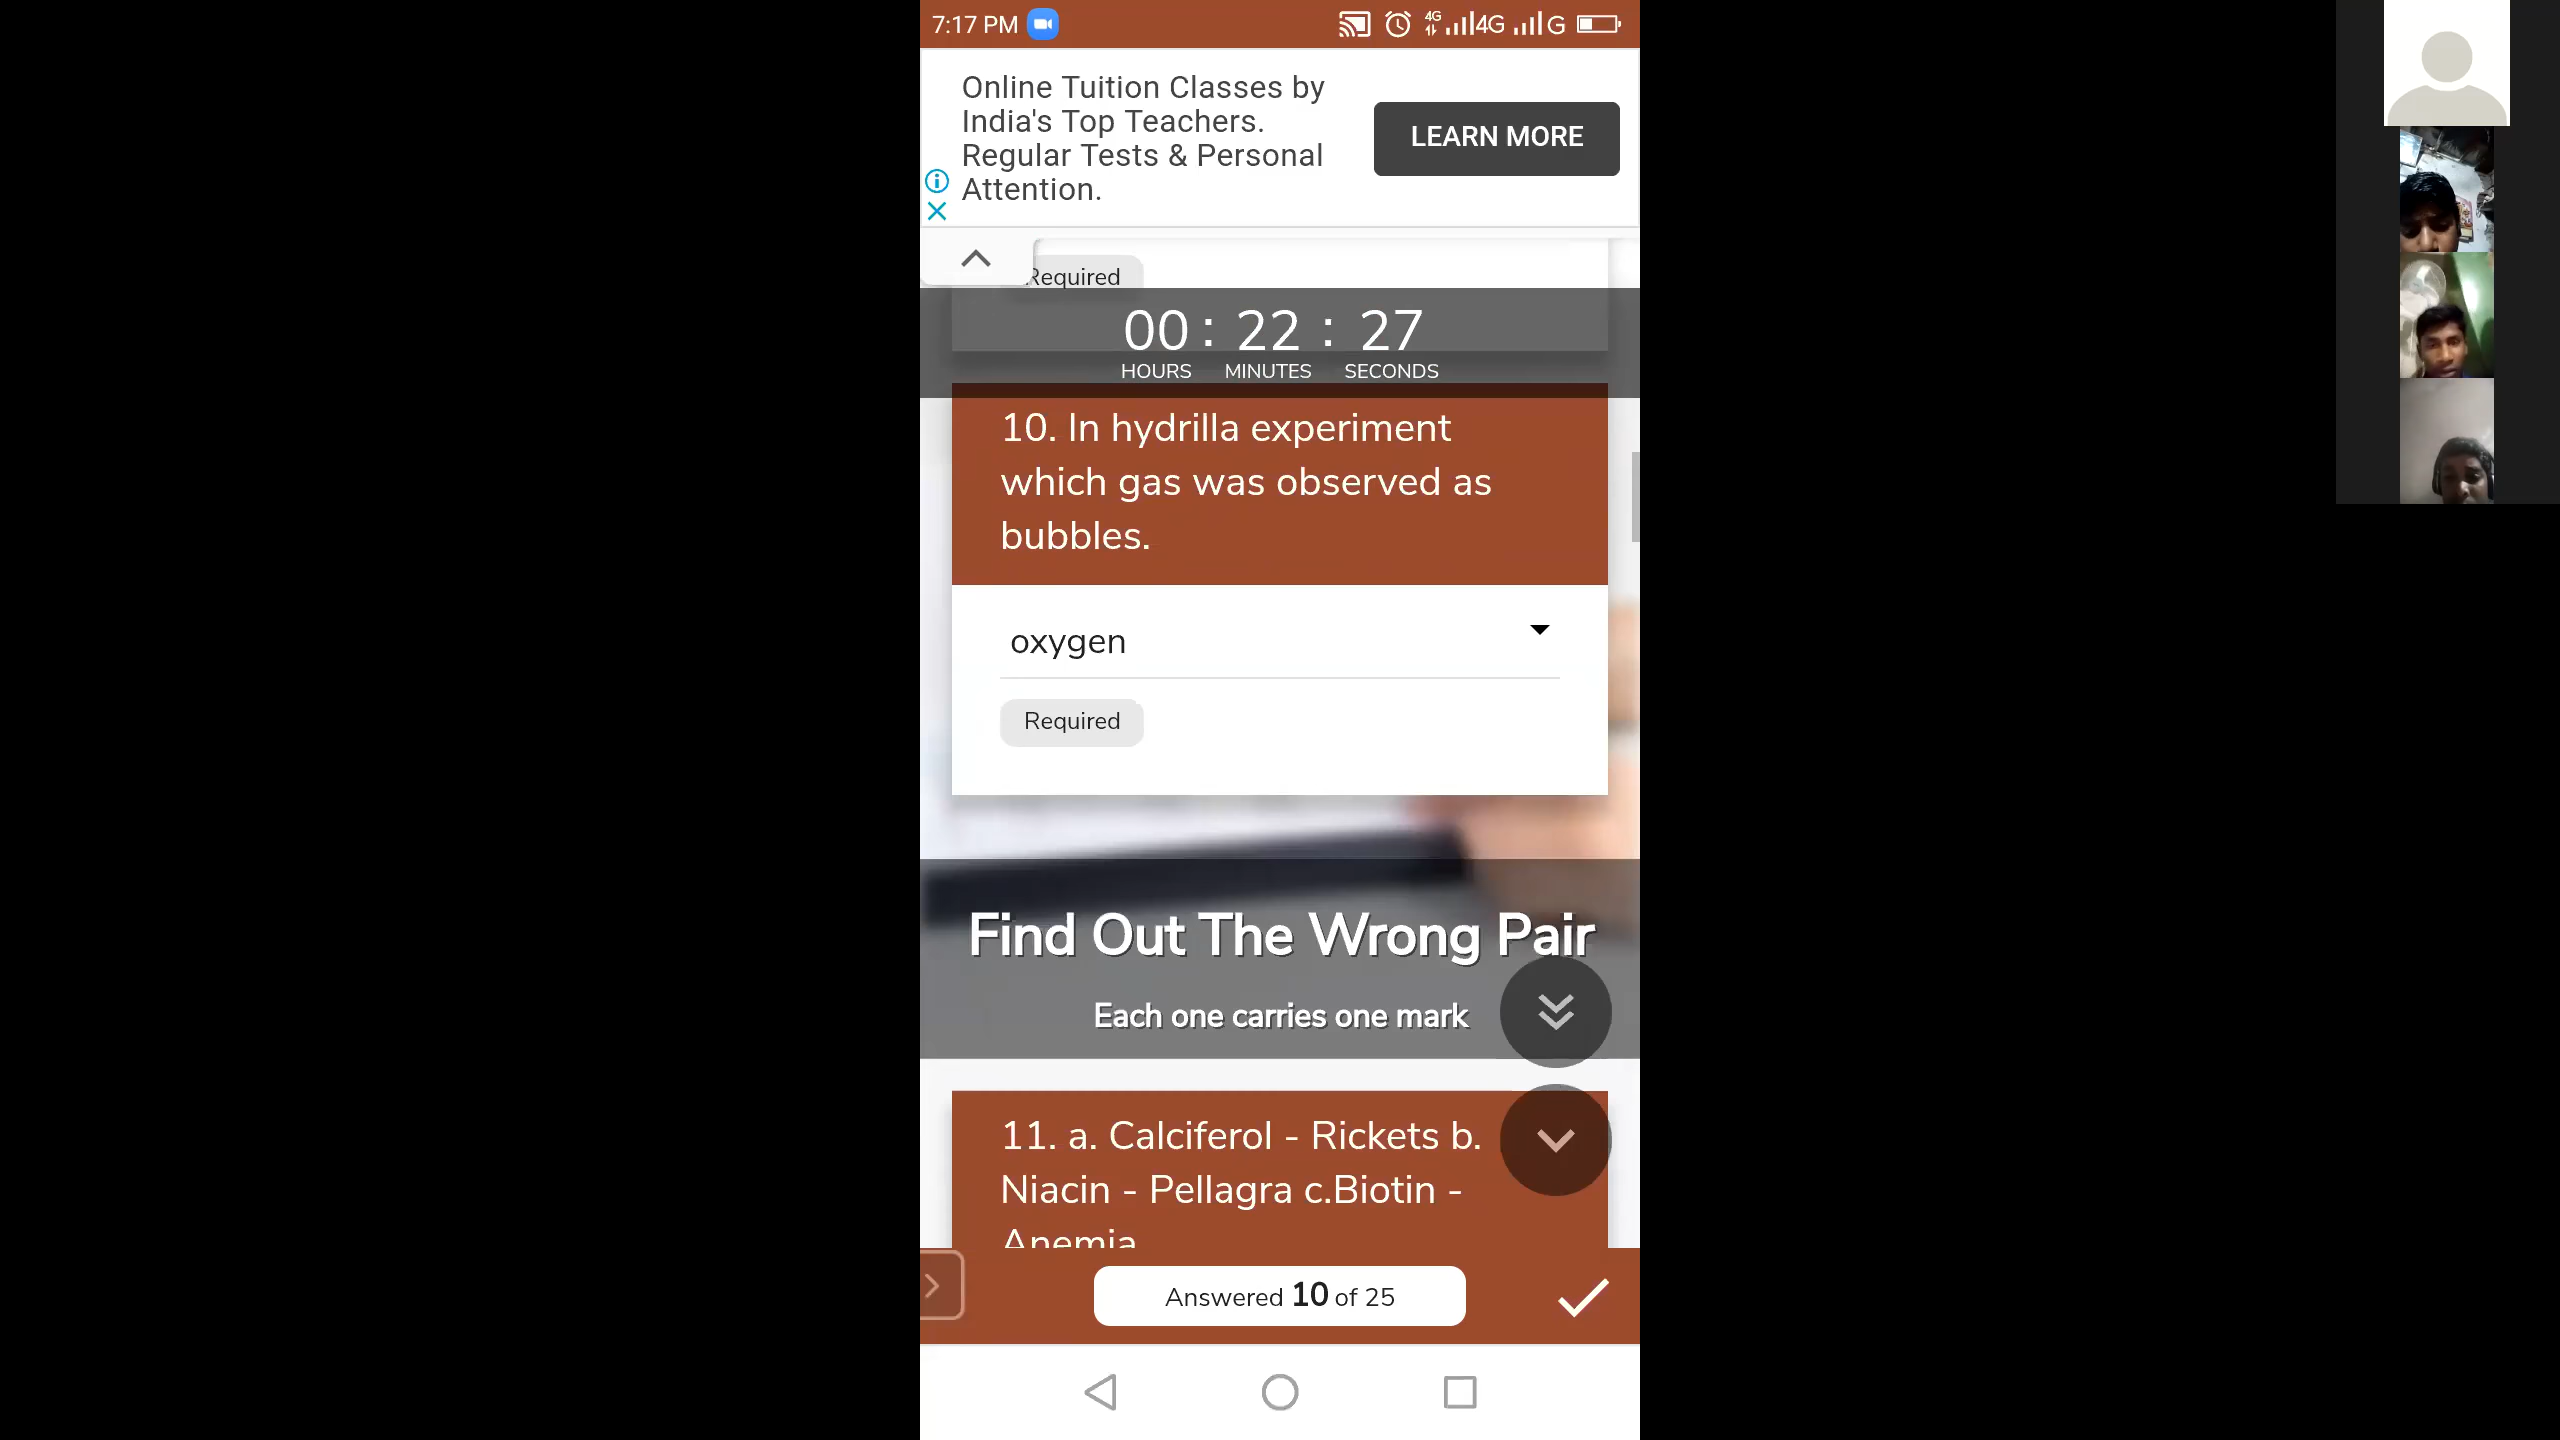 7:17 PM
4G 4G G
Online Tuition Classes by
India's Top Teachers.
Regular Tests & Personal
Attention.
LEARN MORE
Required
00 : 22 : 27
HOURS MINUTES SECONDS
10. In hydrilla experiment
which gas was observed as
bubbles.
oxygen
Required
Find Out The Wrong Pair
Each one carries one mark
11. a. Calciferol - Rickets b.
Niacin - Pellagra c.Biotin -
Anemia
Answered 10 of 25